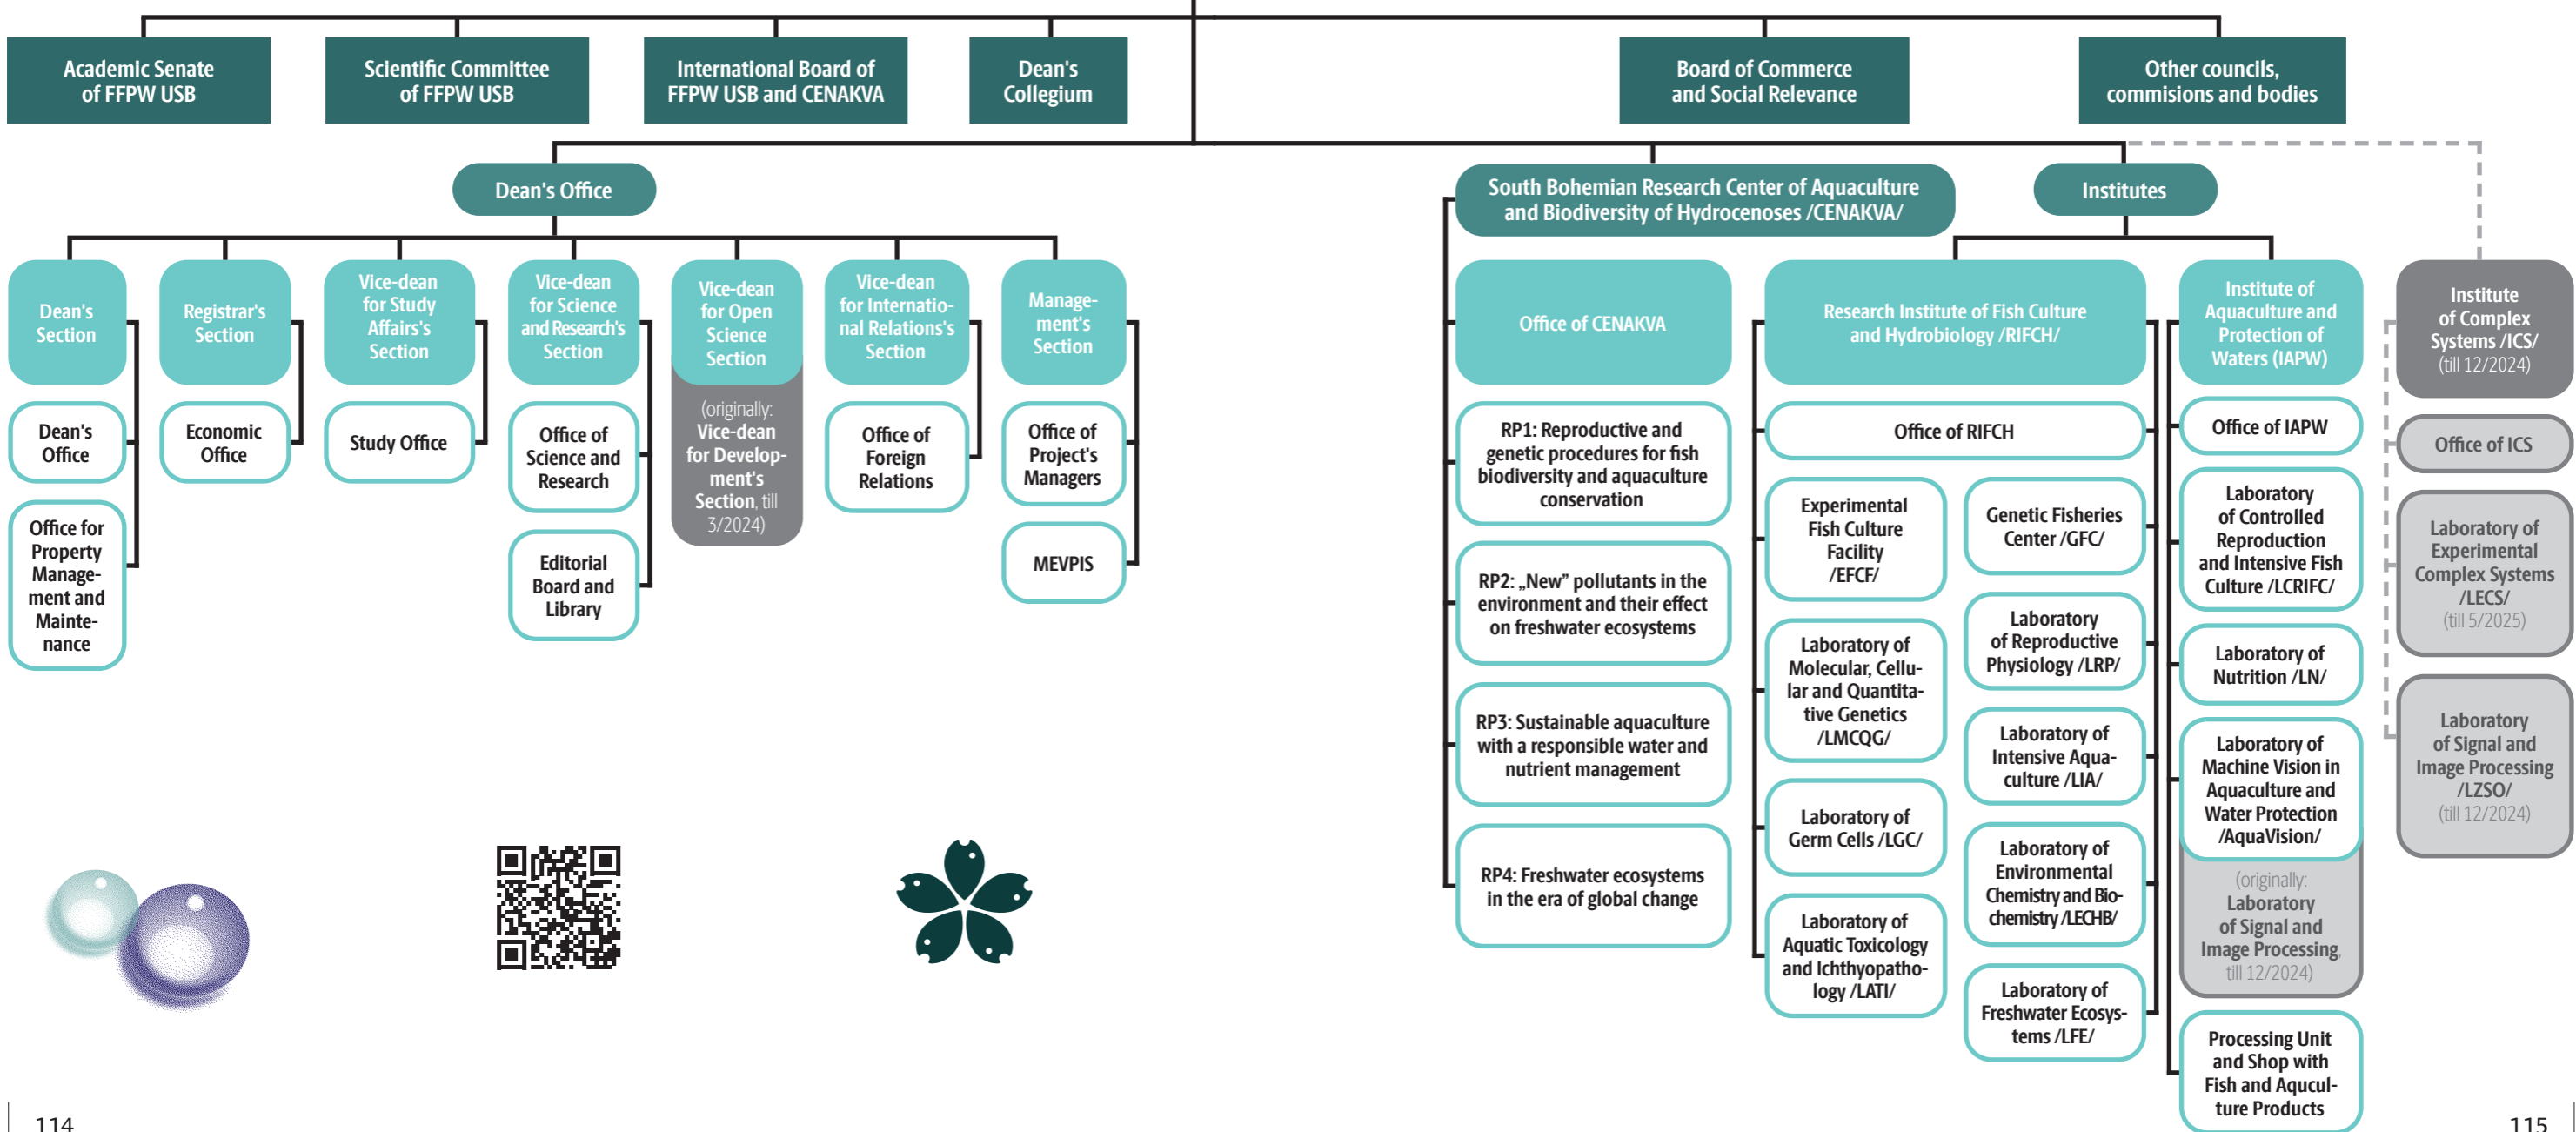 Academic Senate
of FFPW USB
Scientific Committee
of FFPW USB
International Board of
FFPW USB and CENAKVA
Dean's
Collegium
Board of Commerce
and Social Relevance
Other councils,
commisions and bodies
Dean's Office
South Bohemian Research Center of Aquaculture
and Biodiversity of Hydrocenoses /CENAKVA/
Institutes
Dean's
Section
Dean's
Office
Office for
Property
Manage-
ment and
Mainte-
nance
Registrar's
Section
Economic
Office
Vice-dean
for Study
Affairs's
Section
Study Office
Vice-dean
for Science
and Research's
Section
Office of
Science and
Research
Editorial
Board and
Library
Vice-dean
for Open
Science
Section
(originally:
Vice-dean
for Develop-
ment's
Section, till
3/2024)
Vice-dean
for Internatio-
nal Relations's
Section
Office of
Foreign
Relations
Manage-
ment's
Section
Office of
Project's
Managers
MEVPIS
Office of CENAKVA
RP1: Reproductive and
genetic procedures for fish
biodiversity and aquaculture
conservation
RP2: „New” pollutants in the
environment and their effect
on freshwater ecosystems
RP3: Sustainable aquaculture
with a responsible water and
nutrient management
RP4: Freshwater ecosystems
in the era of global change
Research Institute of Fish Culture
and Hydrobiology /RIFCH/
Office of RIFCH
Experimental
Fish Culture
Facility
/EFCF/
Laboratory of
Molecular, Cellu-
lar and Quantita-
tive Genetics
/LMCQG/
Laboratory of
Germ Cells /LGC/
Laboratory of
Aquatic Toxicology
and Ichthyopatho-
logy /LATI/
Genetic Fisheries
Center /GFC/
Laboratory
of Reproductive
Physiology /LRP/
Laboratory of
Intensive Aqua-
culture /LIA/
Laboratory of
Environmental
Chemistry and Bio-
chemistry /LECHB/
Laboratory of
Freshwater Ecosys-
tems /LFE/
Institute of
Aquaculture and
Protection of
Waters (IAPW)
Office of IAPW
Laboratory
of Controlled
Reproduction
and Intensive Fish
Culture /LCRIFC/
Laboratory of
Nutrition /LN/
Laboratory of
Machine Vision in
Aquaculture and
Water Protection
/AquaVision/
(originally:
Laboratory
of Signal and
Image Processing,
till 12/2024)
Processing Unit
and Shop with
Fish and Aqucul-
ture Products
Institute
of Complex
Systems /ICS/
(till 12/2024)
Office of ICS
Laboratory of
Experimental
Complex Systems
/LECS/
(till 5/2025)
Laboratory
of Signal and
Image Processing
/LZSO/
(till 12/2024)
114
115